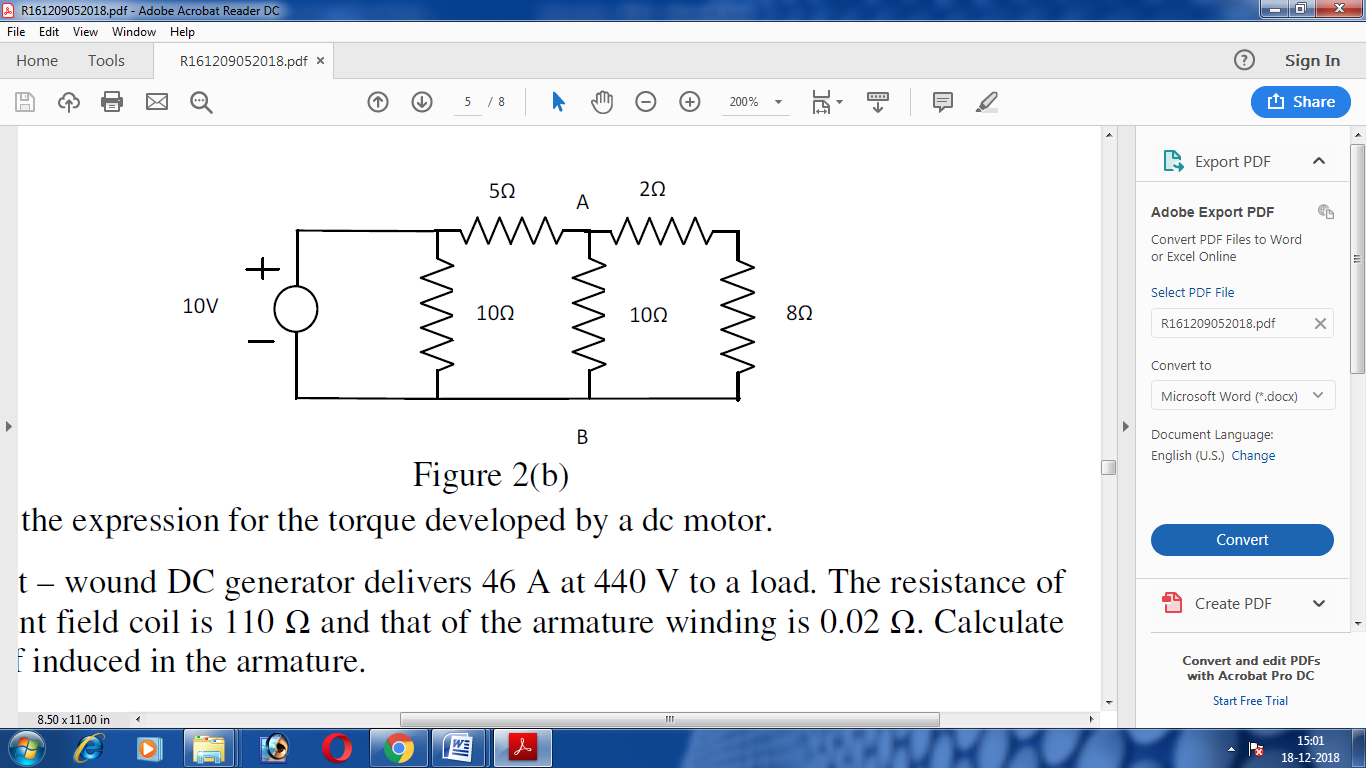 R161209052018.pdf - Adobe Acrobat Reader DC
File Edit View Window Help
Home Tools R161209052018.pdf × ? Sign In
5 / 8 200% Share
5Ω A 2Ω
+
10V 10Ω 10Ω 8Ω
−
B
Figure 2(b)
the expression for the torque developed by a dc motor.
t – wound DC generator delivers 46 A at 440 V to a load. The resistance of
nt field coil is 110 Ω and that of the armature winding is 0.02 Ω. Calculate
f induced in the armature.
8.50 x 11.00 in
Export PDF
Adobe Export PDF
Convert PDF Files to Word
or Excel Online
Select PDF File
R161209052018.pdf
Convert to
Microsoft Word (*.docx)
Document Language:
English (U.S.) Change
Convert
Create PDF
Convert and edit PDFs
with Acrobat Pro DC
Start Free Trial
15:01
18-12-2018